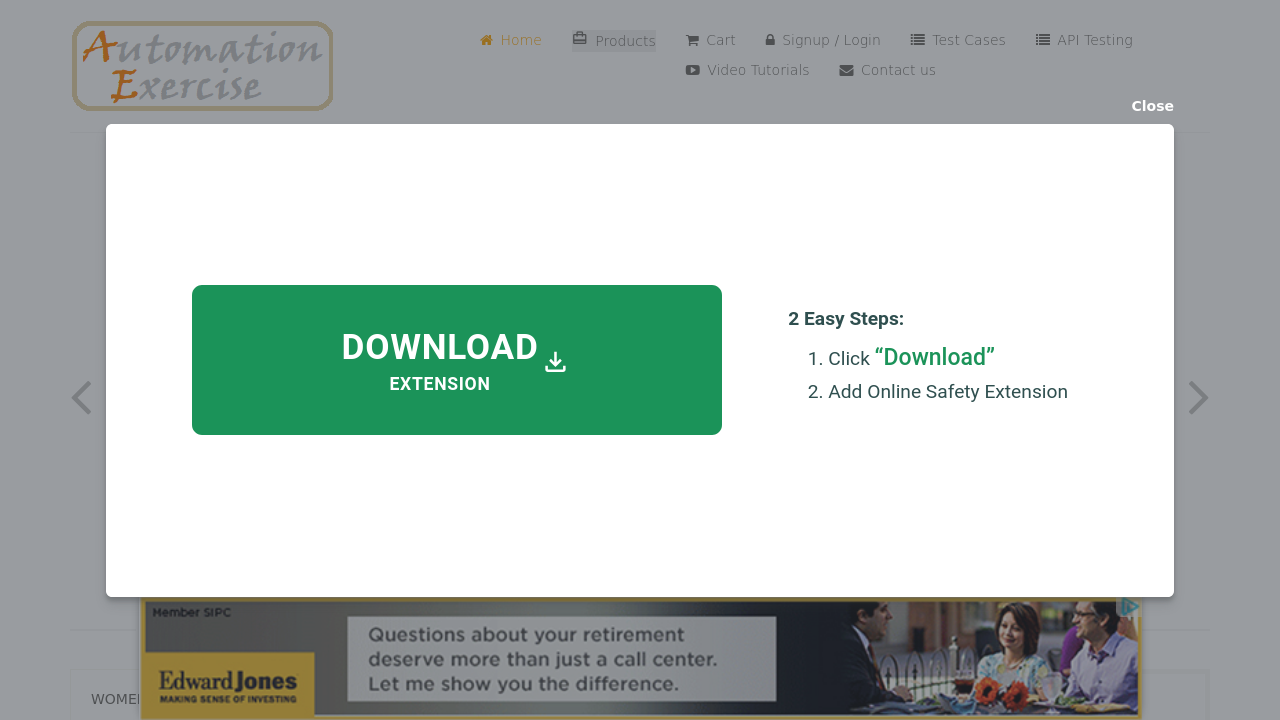 Automation
Exercise
Home
Products
Cart
Signup / Login
Test Cases
API Testing
Video Tutorials
Contact us
Close
DOWNLOAD
EXTENSION
2 Easy Steps:
1. Click “Download”
2. Add Online Safety Extension
Member SIPC
Questions about your retirement
deserve more than just a call center.
Let me show you the difference.
Edward Jones
MAKING SENSE OF INVESTING